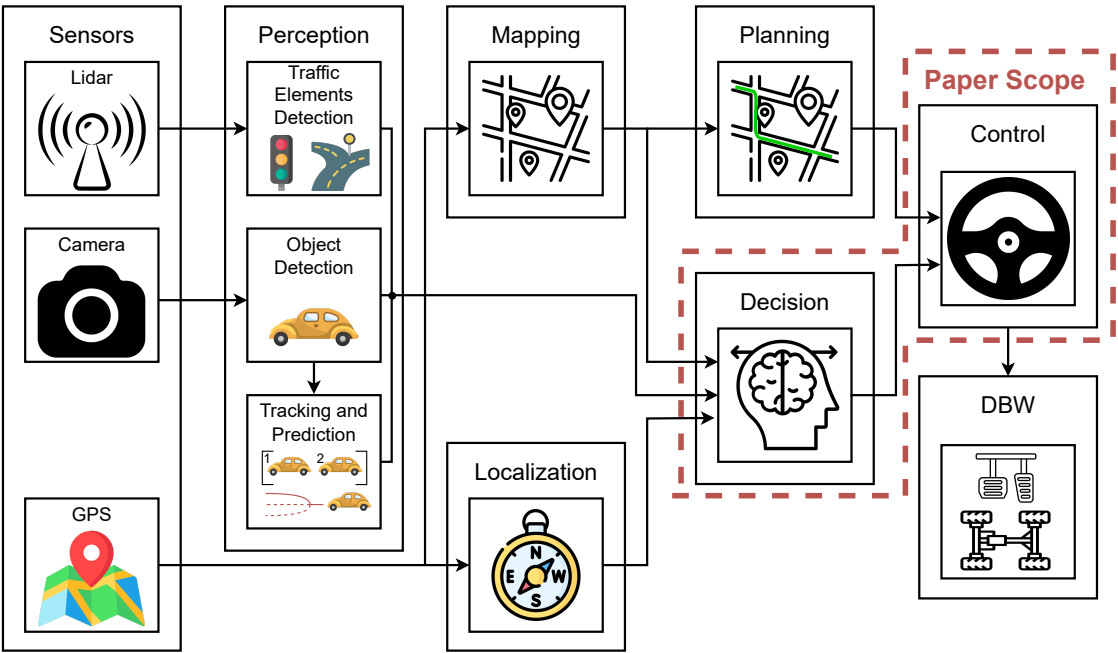 Sensors
Lidar
Camera
GPS
Perception
Traffic
Elements
Detection
Object
Detection
Tracking and
Prediction
1
2
Mapping
Localization
N
E
W
S
Planning
Decision
Paper Scope
Control
DBW